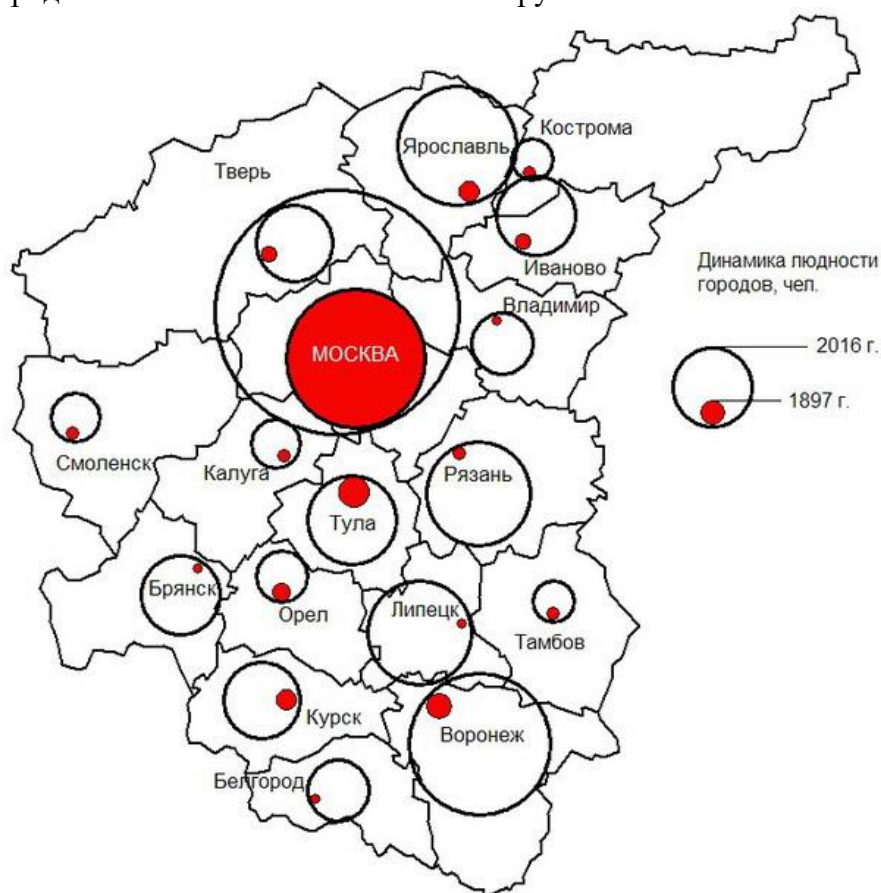 Ярославль
Кострома
Тверь
Иваново
Динамика людности
городов, чел.
Владимир
2016 г.
МОСКВА
1897 г.
Смоленск
Калуга
Рязань
Тула
Брянск
Орел
Липецк
Тамбов
Курск
Воронеж
Белгород